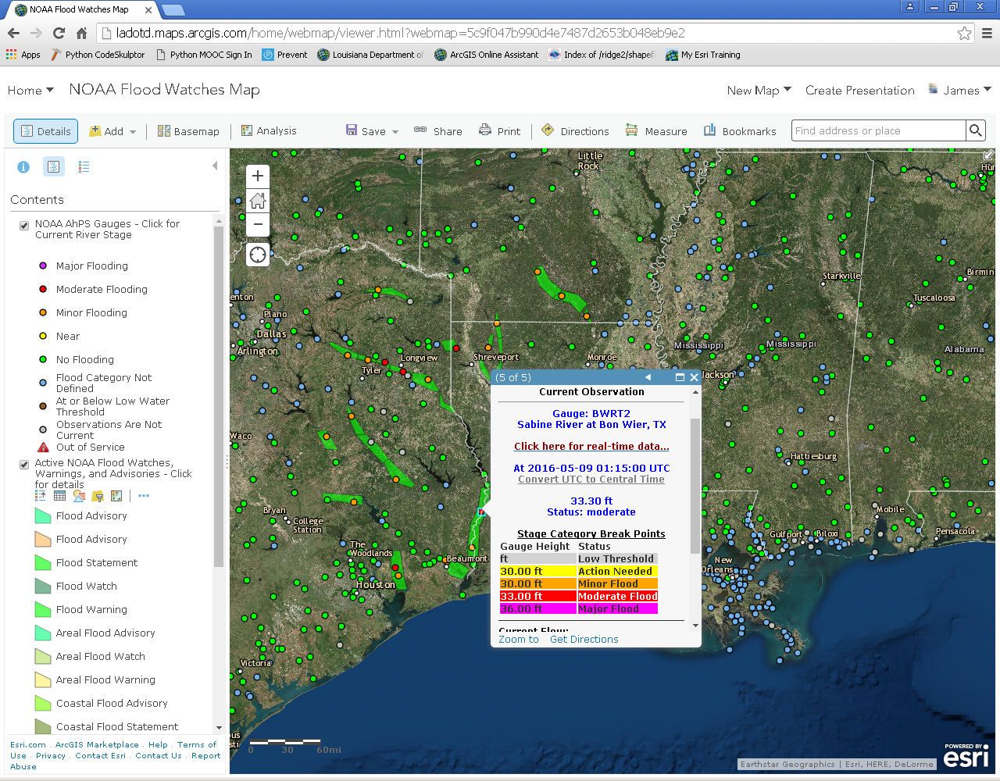 NOAA Flood Watches Map
ladotd.maps.arcgis.com/home/webmap/viewer.html?webmap=5c9f047b990d4e7487d2653b048eb9e2
Apps Python CodeSkulptor Python MOOC Sign In Prevent Louisiana Department of ArcGIS Online Assistant Index of /ridge2/shapef My Esri Training
Home NOAA Flood Watches Map New Map Create Presentation James
Details Add Basemap Analysis Save Share Print Directions Measure Bookmarks Find address or place
Contents
NOAA AhPS Gauges - Click for
Current River Stage
Major Flooding
Moderate Flooding
Minor Flooding
Near
No Flooding
Flood Category Not
Defined
At or Below Low Water
Threshold
Observations Are Not
Current
Out of Service
Active NOAA Flood Watches,
Warnings, and Advisories - Click
for details
Flood Advisory
Flood Advisory
Flood Statement
Flood Watch
Flood Warning
Areal Flood Advisory
Areal Flood Watch
Areal Flood Warning
Coastal Flood Advisory
Coastal Flood Statement
Esri.com . ArcGIS Marketplace . Help . Terms of
Use . Privacy . Contact Esri . Contact Us . Report
Abuse
Little
Rock
Hun
Starkville
Birmin
Tuscaloosa
enton
Plano
Dallas
Arlington
Mississippi
Mississippi
Alabama
Longview
Shreveport
Monroe
Tyler
Jackson
Waco
Hattiesburg
Bryan
College
Station
Mobile
Pensacola
Gulfport
Biloxi
The
Woodlands
Beaumont
New
Orleans
Houston
Victoria
pus
sti
(5 of 5)
Current Observation
Gauge: BWRT2
Sabine River at Bon Wier, TX
Click here for real-time data...
At 2016-05-09 01:15:00 UTC
Convert UTC to Central Time
33.30 ft
Status: moderate
Stage Category Break Points
Gauge Height Status
ft Low Threshold
30.00 ft Action Needed
30.00 ft Minor Flood
33.00 ft Moderate Flood
36.00 ft Major Flood
Current Flow:
Zoom to Get Directions
0 30 60mi
Earthstar Geographics | Esri, HERE, DeLorme
POWERED BY
esri